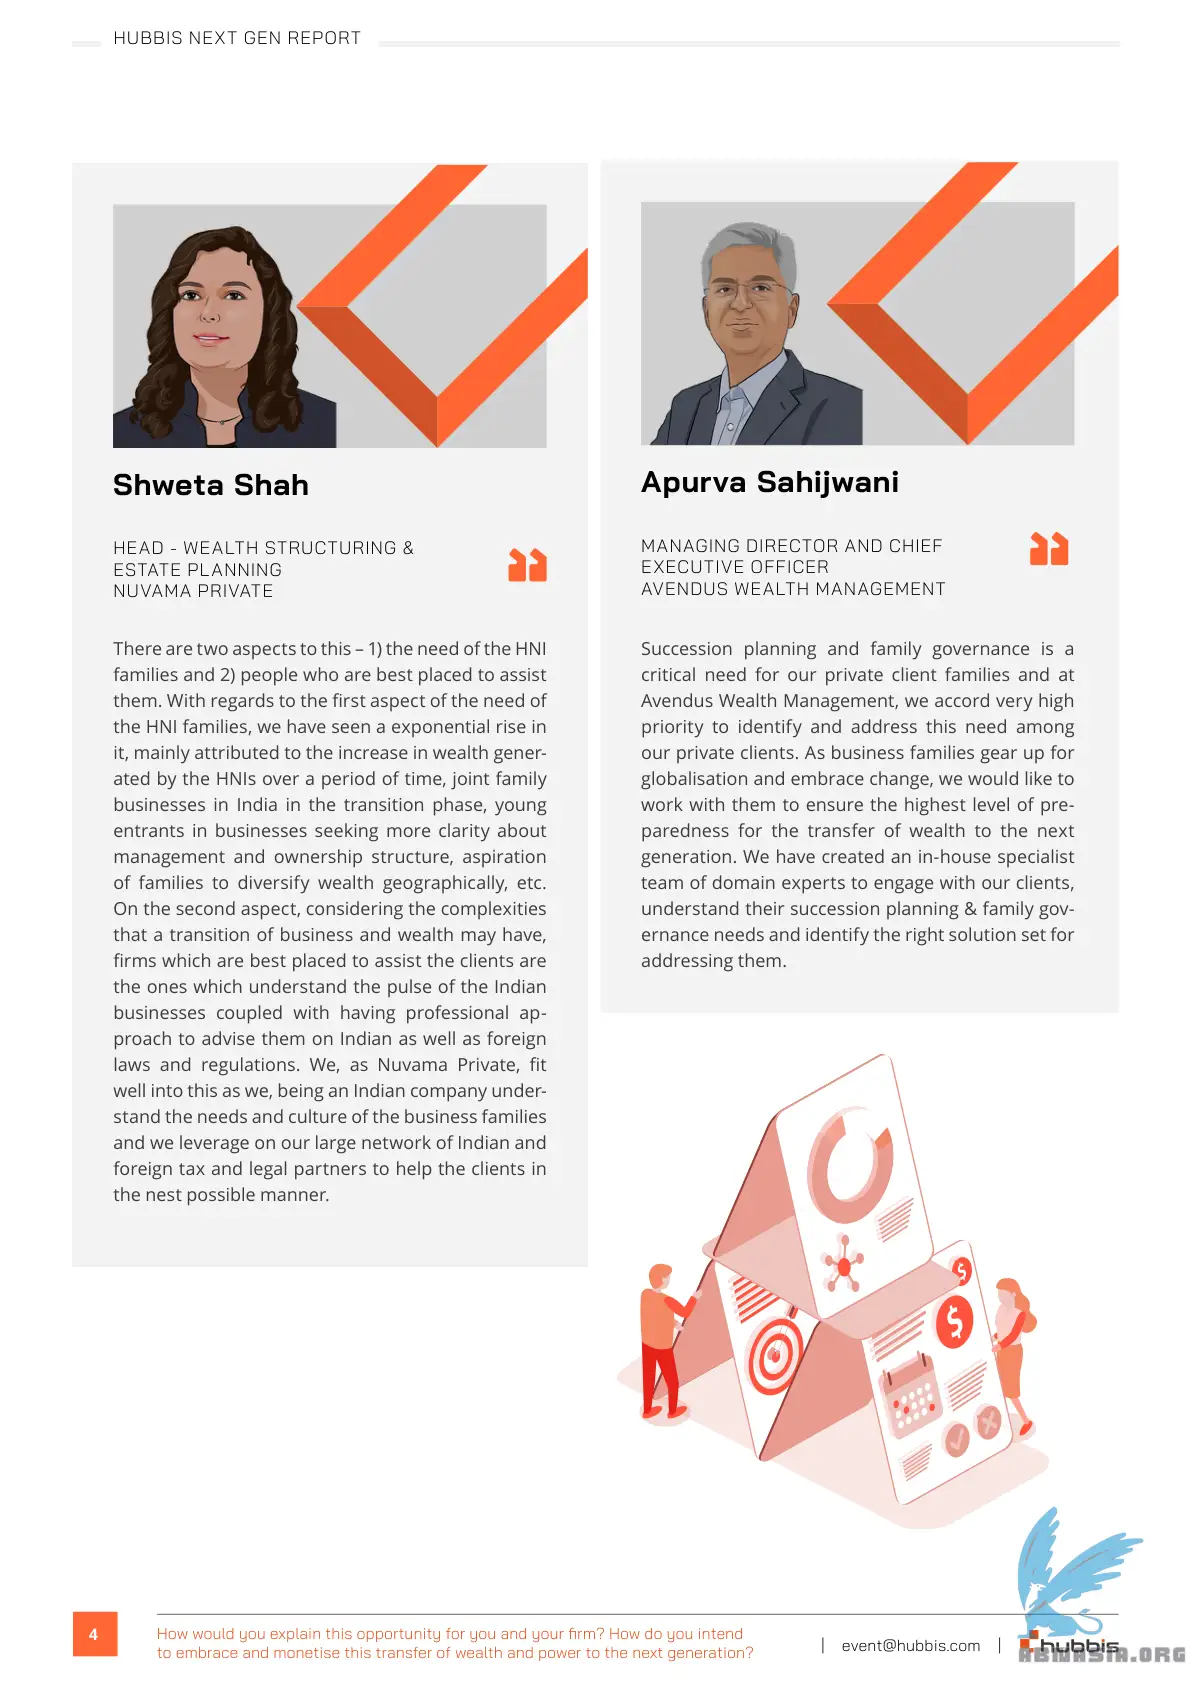 HUBBIS NEXT GEN REPORT
Shweta Shah
HEAD - WEALTH STRUCTURING &
ESTATE PLANNING
NUVAMA PRIVATE
There are two aspects to this – 1) the need of the HNI
families and 2) people who are best placed to assist
them. With regards to the first aspect of the need of
the HNI families, we have seen a exponential rise in
it, mainly attributed to the increase in wealth gener-
ated by the HNIs over a period of time, joint family
businesses in India in the transition phase, young
entrants in businesses seeking more clarity about
management and ownership structure, aspiration
of families to diversify wealth geographically, etc.
On the second aspect, considering the complexities
that a transition of business and wealth may have,
firms which are best placed to assist the clients are
the ones which understand the pulse of the Indian
businesses coupled with having professional ap-
proach to advise them on Indian as well as foreign
laws and regulations. We, as Nuvama Private, fit
well into this as we, being an Indian company under-
stand the needs and culture of the business families
and we leverage on our large network of Indian and
foreign tax and legal partners to help the clients in
the nest possible manner.
Apurva Sahijwani
MANAGING DIRECTOR AND CHIEF
EXECUTIVE OFFICER
AVENDUS WEALTH MANAGEMENT
Succession planning and family governance is a
critical need for our private client families and at
Avendus Wealth Management, we accord very high
priority to identify and address this need among
our private clients. As business families gear up for
globalisation and embrace change, we would like to
work with them to ensure the highest level of pre-
paredness for the transfer of wealth to the next
generation. We have created an in-house specialist
team of domain experts to engage with our clients,
understand their succession planning & family gov-
ernance needs and identify the right solution set for
addressing them.
4
How would you explain this opportunity for you and your firm? How do you intend
to embrace and monetise this transfer of wealth and power to the next generation?
| event@hubbis.com |
hubbis
ABWASIA.ORG